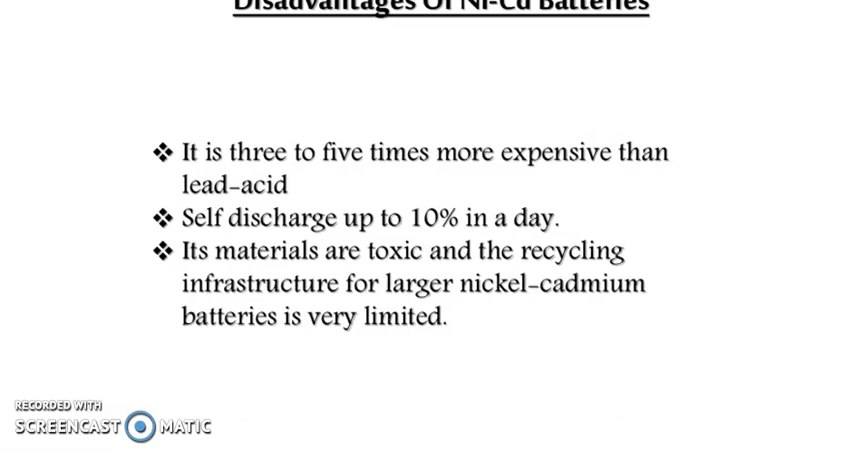 Disadvantages Of Ni-Cd Batteries
❖ It is three to five times more expensive than
lead-acid
❖ Self discharge up to 10% in a day.
❖ Its materials are toxic and the recycling
infrastructure for larger nickel-cadmium
batteries is very limited.
RECORDED WITH
SCREENCAST MATIC